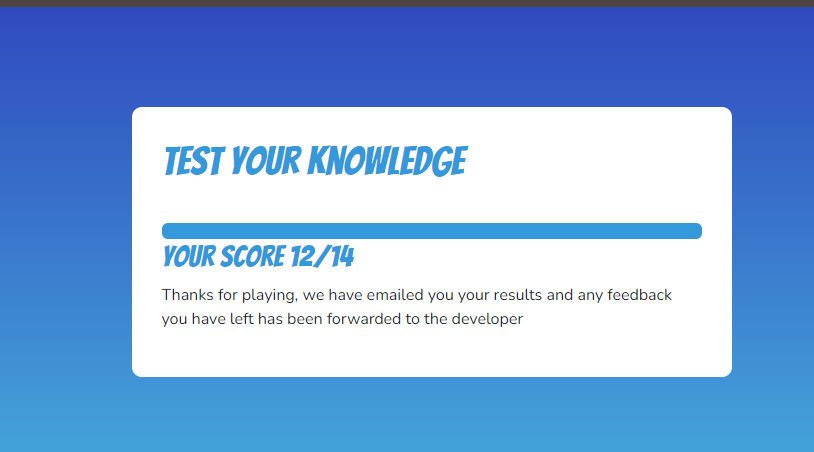 TEST YOUR KNOWLEDGE
YOUR SCORE 12/14
Thanks for playing, we have emailed you your results and any feedback
you have left has been forwarded to the developer